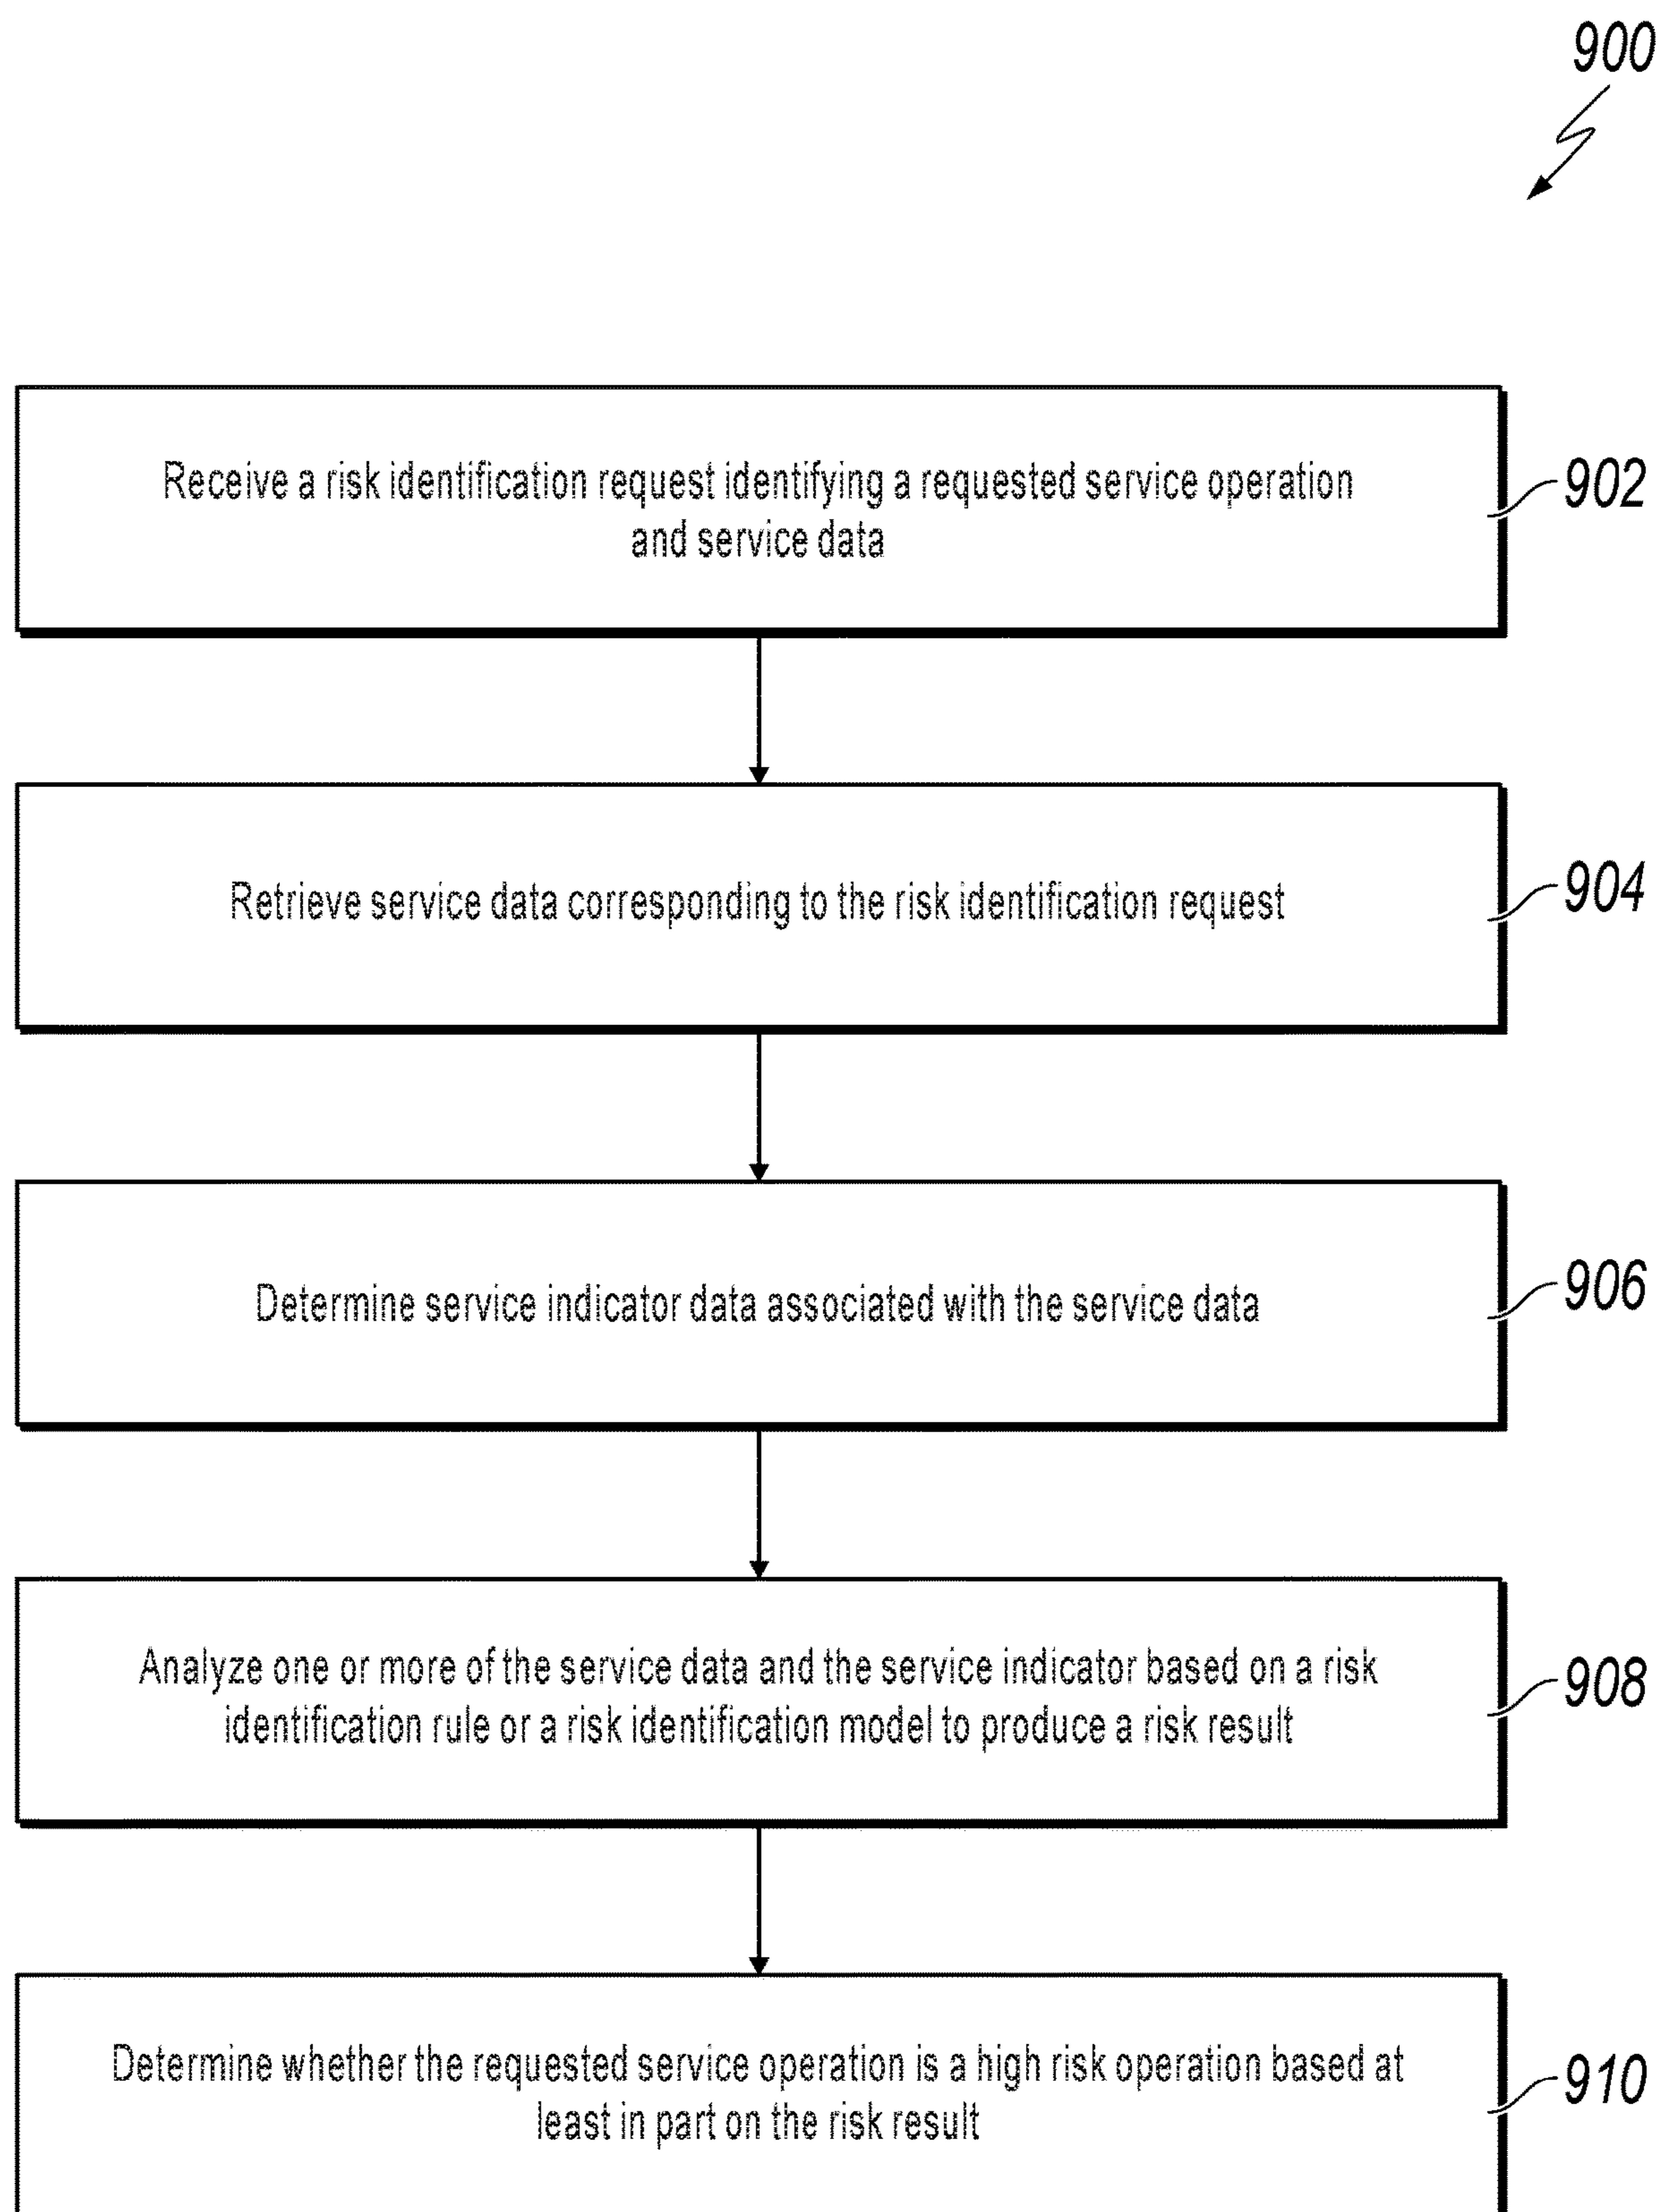 900
Receive a risk identification request identifying a requested service operation
and service data
902
Retrieve service data corresponding to the risk identification request
904
Determine service indicator data associated with the service data
906
Analyze one or more of the service data and the service indicator based on a risk
identification rule or a risk identification model to produce a risk result
908
Determine whether the requested service operation is a high risk operation based at
least in part on the risk result
910